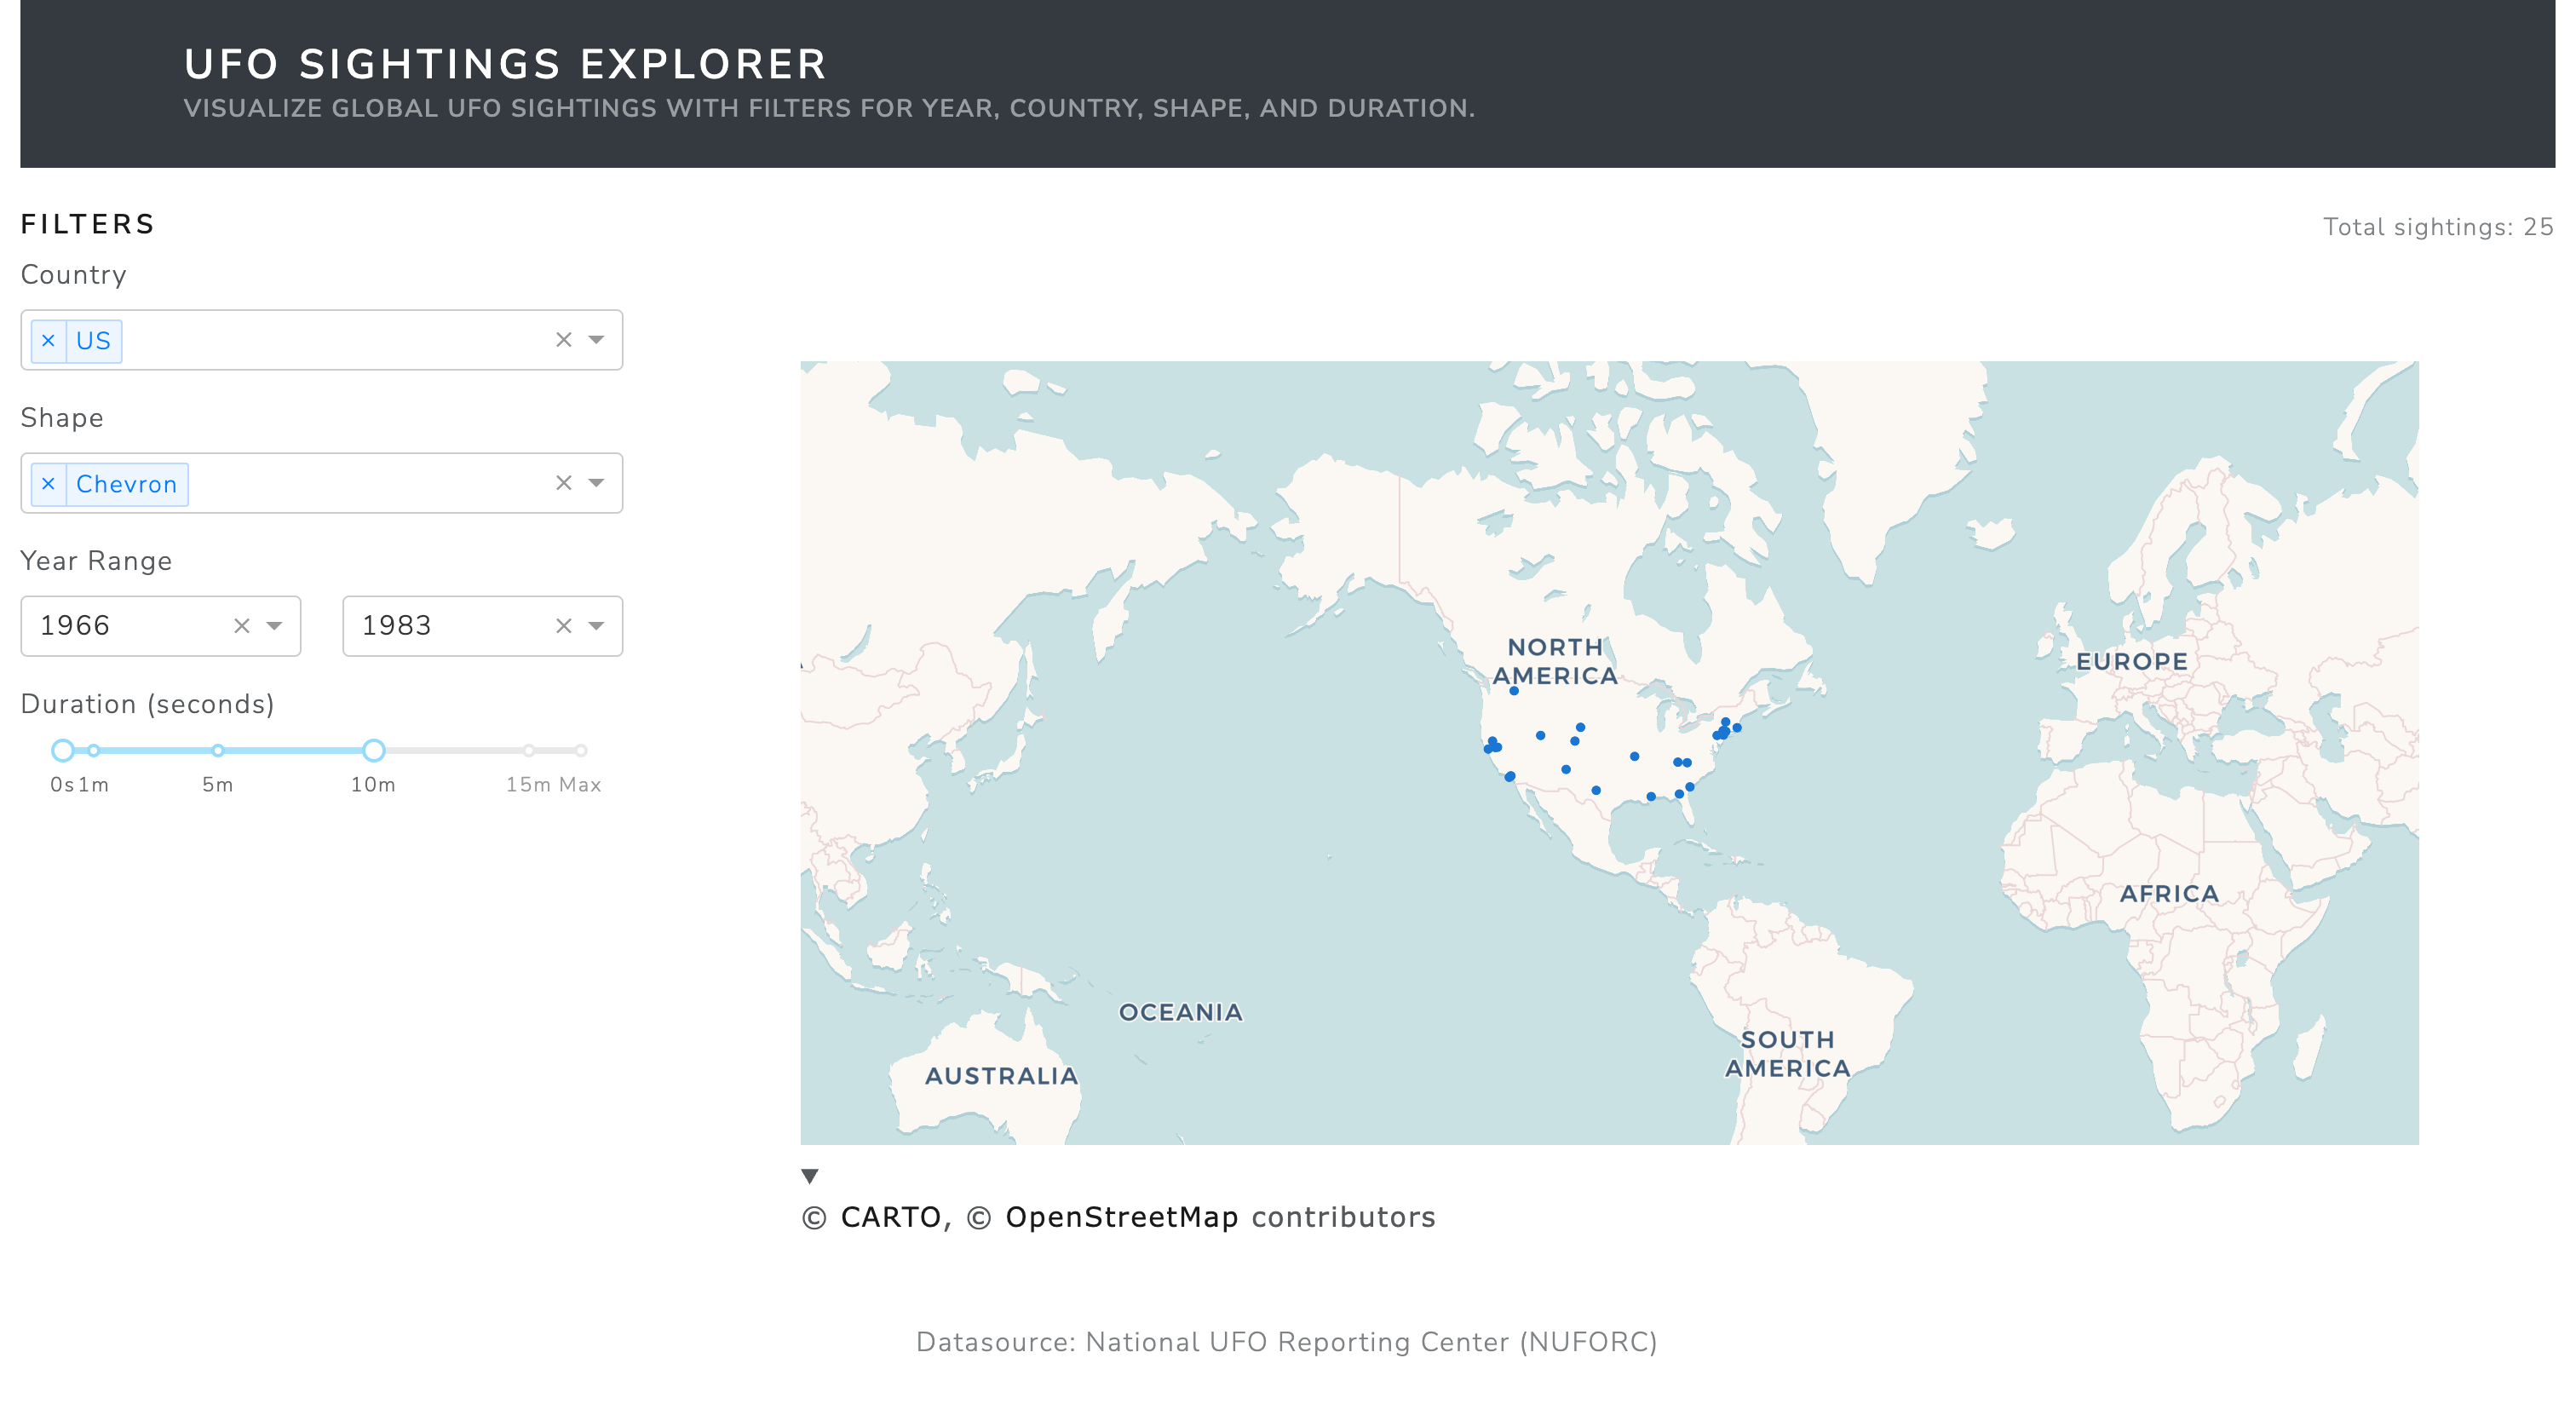 UFO SIGHTINGS EXPLORER
VISUALIZE GLOBAL UFO SIGHTINGS WITH FILTERS FOR YEAR, COUNTRY, SHAPE, AND DURATION.
FILTERS
Total sightings: 25
Country
× US
Shape
× Chevron
Year Range
1966
1983
Duration (seconds)
0s 1m 5m 10m 15m Max
NORTH
AMERICA
EUROPE
AFRICA
OCEANIA
AUSTRALIA
SOUTH
AMERICA
© CARTO, © OpenStreetMap contributors
Datasource: National UFO Reporting Center (NUFORC)